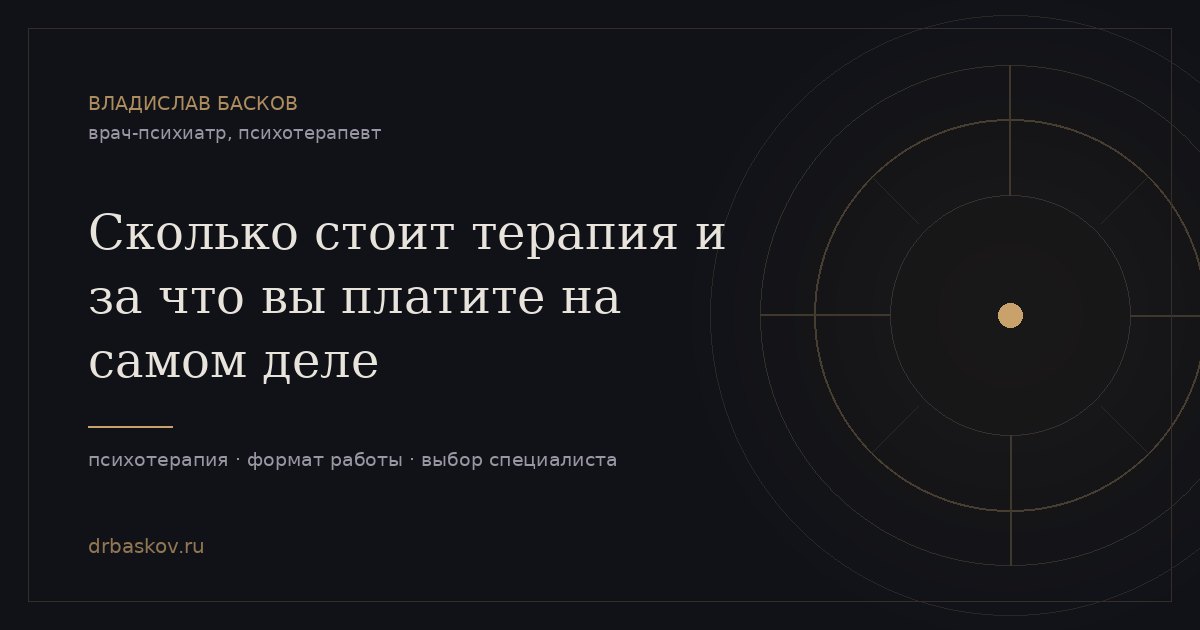 ВЛАДИСЛАВ БАСКОВ
врач-психиатр, психотерапевт
Сколько стоит терапия и
за что вы платите на
самом деле
психотерапия · формат работы · выбор специалиста
drbaskov.ru